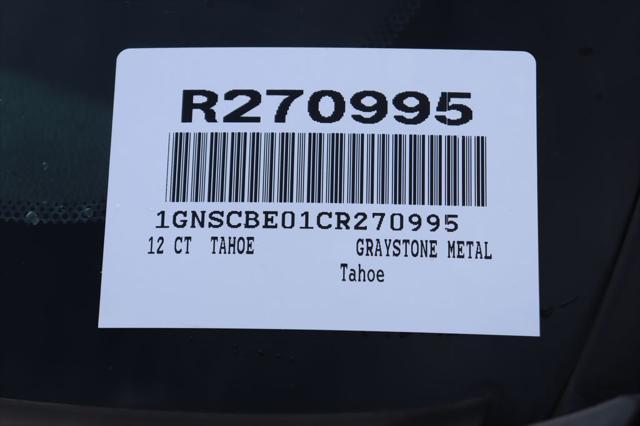 R270995
1GNSCBE01CR270995
12 CT TAHOE GRAYSTONE METAL
Tahoe